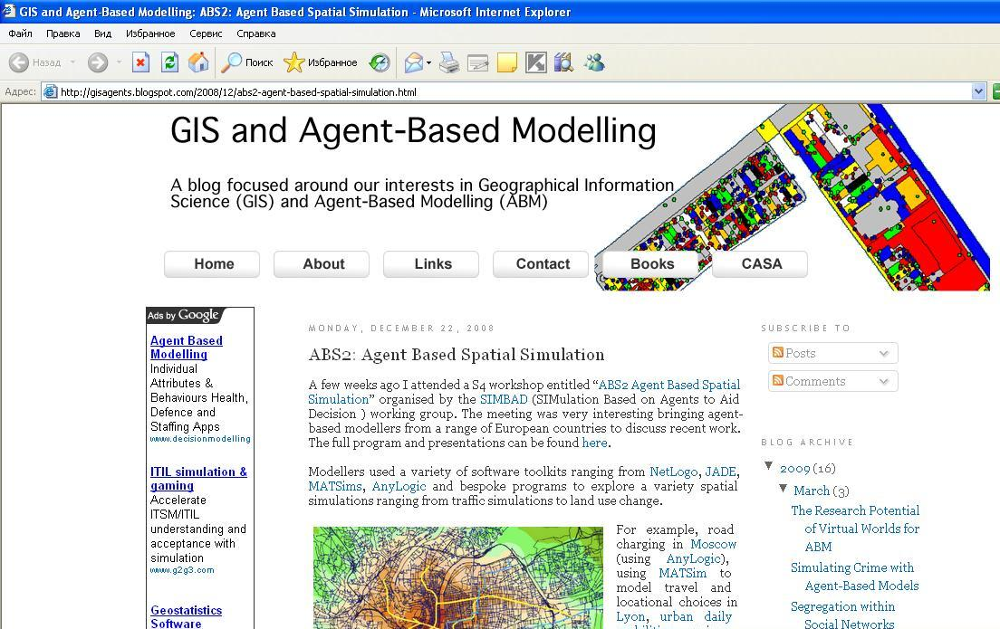 GIS and Agent-Based Modelling: ABS2: Agent Based Spatial Simulation - Microsoft Internet Explorer
Файл Правка Вид Избранное Сервис Справка
Назад Поиск Избранное
Адрес: http://gisagents.blogspot.com/2008/12/abs2-agent-based-spatial-simulation.html
GIS and Agent-Based Modelling
A blog focused around our interests in Geographical Information
Science (GIS) and Agent-Based Modelling (ABM)
Home About Links Contact Books CASA
Ads by Google
Agent Based
Modelling
Individual
Attributes &
Behaviours Health,
Defence and
Staffing Apps
www.decisionmodelling
ITIL simulation &
gaming
Accelerate
ITSM/ITIL
understanding and
acceptance with
simulation
www.g2g3.com
Geostatistics
Software
MONDAY, DECEMBER 22, 2008
ABS2: Agent Based Spatial Simulation
A few weeks ago I attended a S4 workshop entitled “ABS2 Agent Based Spatial
Simulation” organised by the SIMBAD (SIMulation Based on Agents to Aid
Decision ) working group. The meeting was very interesting bringing agent-
based modellers from a range of European countries to discuss recent work.
The full program and presentations can be found here.
Modellers used a variety of software toolkits ranging from NetLogo, JADE,
MATSims, AnyLogic and bespoke programs to explore a variety spatial
simulations ranging from traffic simulations to land use change.
For example, road
charging in Moscow
(using AnyLogic),
using MATSim to
model travel and
locational choices in
Lyon, urban daily
SUBSCRIBE TO
Posts
Comments
BLOG ARCHIVE
▼ 2009 (16)
▼ March (3)
The Research Potential
of Virtual Worlds for
ABM
Simulating Crime with
Agent-Based Models
Segregation within
Social Networks